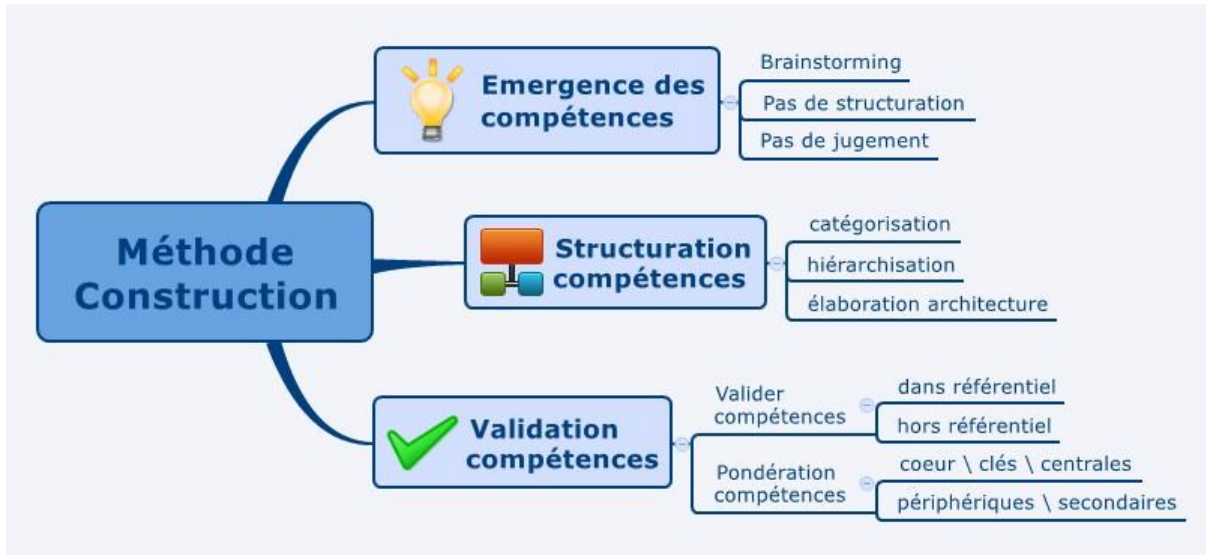 Méthode
Construction
Emergence des
compétences
Brainstorming
Pas de structuration
Pas de jugement
Structuration
compétences
catégorisation
hiérarchisation
élaboration architecture
Validation
compétences
Valider
compétences
dans référentiel
hors référentiel
Pondération
compétences
coeur \ clés \ centrales
périphériques \ secondaires